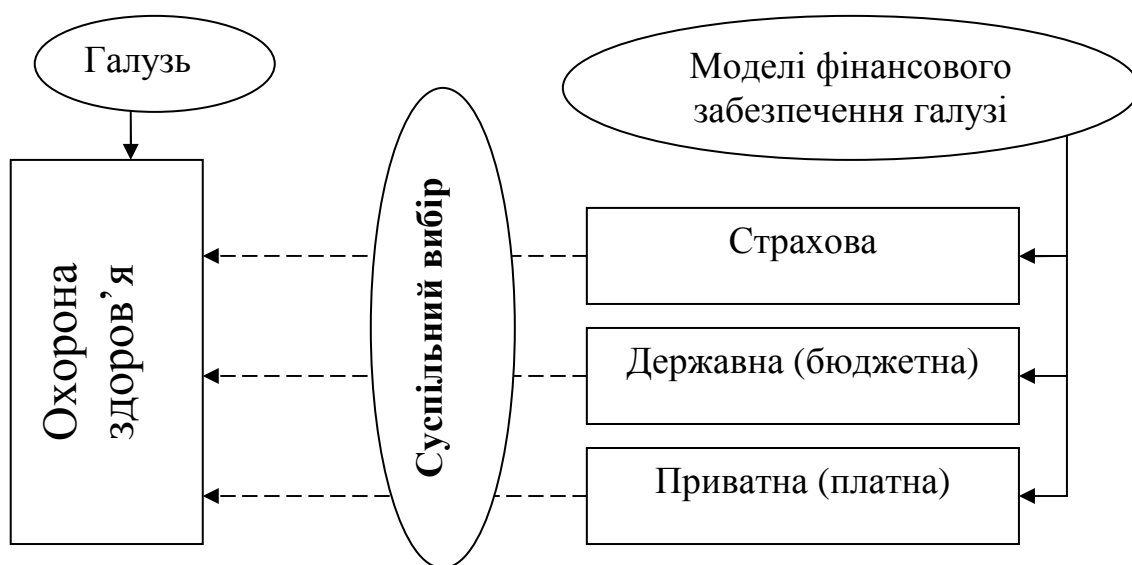 Галузь
Моделі фінансового
забезпечення галузі
Охорона
здоров’я
Суспільний вибір
Страхова
Державна (бюджетна)
Приватна (платна)